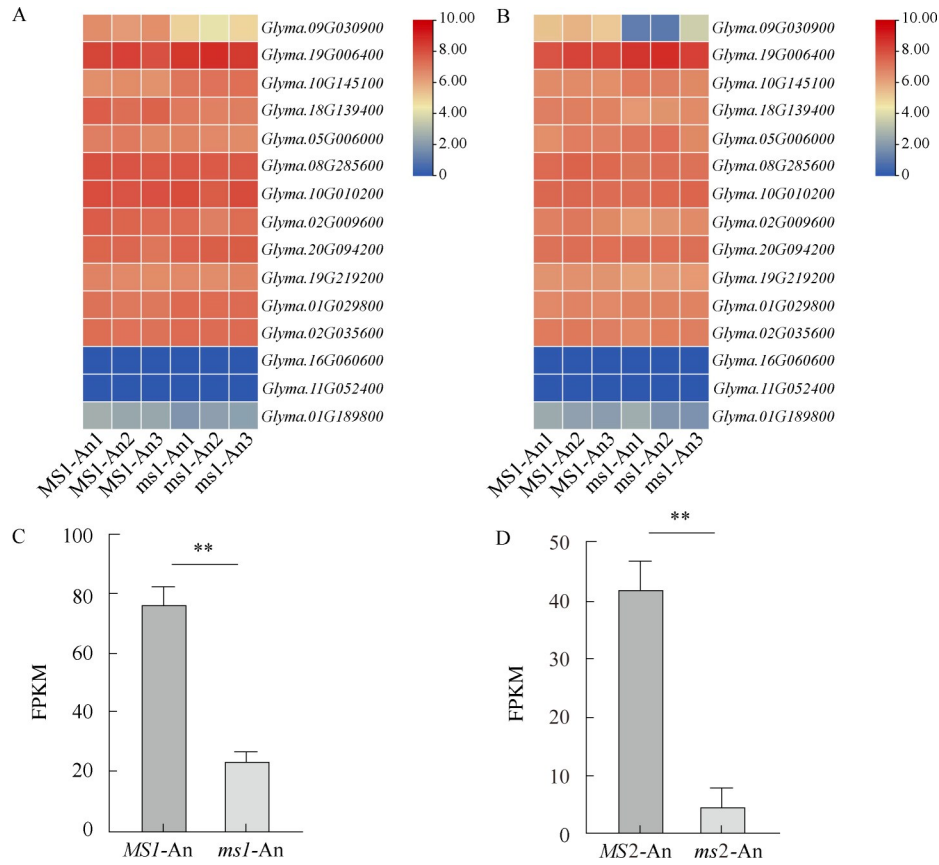 A
10.00
8.00
6.00
4.00
2.00
0
Glyma.09G030900
Glyma.19G006400
Glyma.10G145100
Glyma.18G139400
Glyma.05G006000
Glyma.08G285600
Glyma.10G010200
Glyma.02G009600
Glyma.20G094200
Glyma.19G219200
Glyma.01G029800
Glyma.02G035600
Glyma.16G060600
Glyma.11G052400
Glyma.01G189800
MS1-An1
MS1-An2
MS1-An3
ms1-An1
ms1-An2
ms1-An3
B
10.00
8.00
6.00
4.00
2.00
0
Glyma.09G030900
Glyma.19G006400
Glyma.10G145100
Glyma.18G139400
Glyma.05G006000
Glyma.08G285600
Glyma.10G010200
Glyma.02G009600
Glyma.20G094200
Glyma.19G219200
Glyma.01G029800
Glyma.02G035600
Glyma.16G060600
Glyma.11G052400
Glyma.01G189800
MS1-An1
MS1-An2
MS1-An3
ms1-An1
ms1-An2
ms1-An3
C
100
80
60
40
20
0
FPKM
**
MS1-An
ms1-An
D
50
40
30
20
10
0
FPKM
**
MS2-An
ms2-An